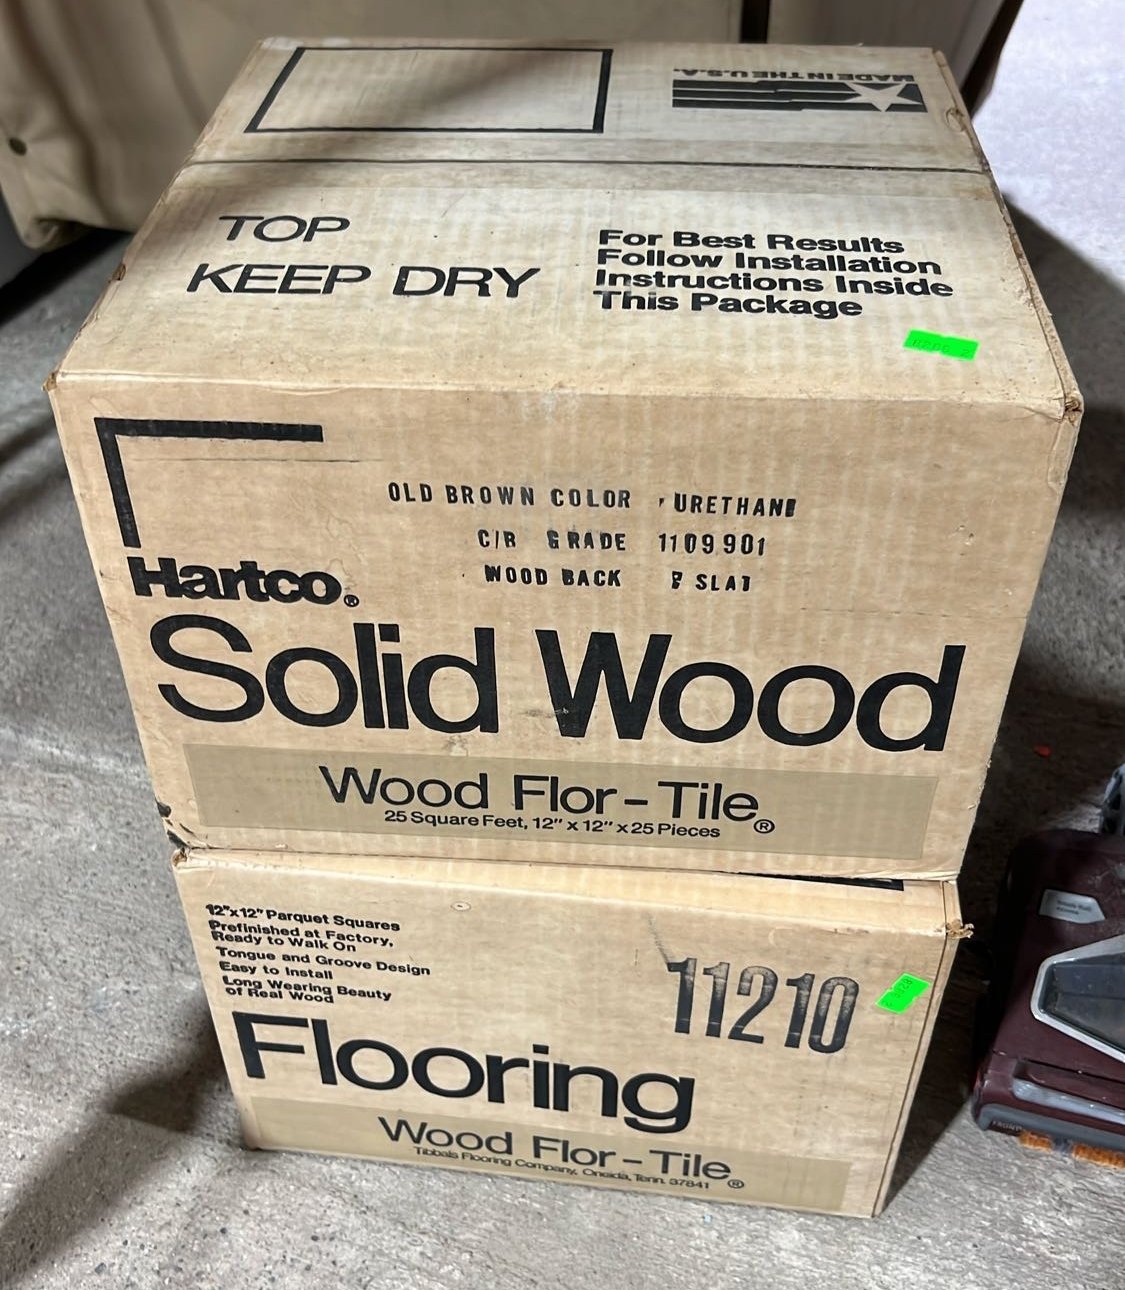 MADE IN THE U.S.A.
TOP
KEEP DRY
For Best Results
Follow Installation
Instructions Inside
This Package
OLD BROWN COLOR URETHANE
C/R GRADE 1109901
WOOD BACK SLAT
Hartco®
Solid Wood
Wood Flor-Tile®
25 Square Feet, 12" x 12" x 25 Pieces
12"x12" Parquet Squares
Prefinished at Factory,
Ready to Walk On
Tongue and Groove Design
Easy to Install
Long Wearing Beauty
of Real Wood
11210
Flooring
Wood Flor-Tile®
Tibbals Flooring Company, Oneida, Tenn. 37841